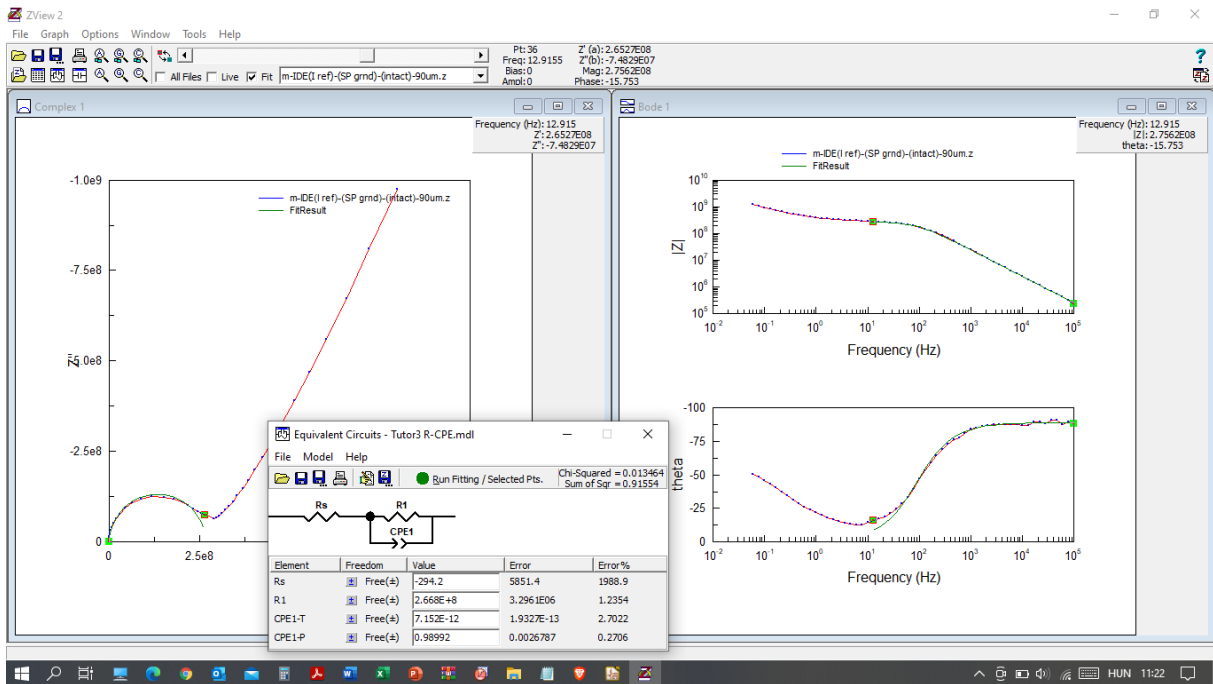 ZView 2
File Graph Options Window Tools Help
All Files Live Fit m-IDE(I ref)-(SP grnd)-(intact)-90um.z
Pt:36
Freq:12.9155
Bias:0
Ampl:0
Z' (a):2.6527E08
Z"(b):-7.4829E07
Mag:2.7562E08
Phase:-15.753
Complex 1
Frequency (Hz):12.915
Z':2.6527E08
Z":-7.4829E07
m-IDE(I ref)-(SP grnd)-(intact)-90um.z
FitResult
-1.0e9
-7.5e8
-5.0e8
-2.5e8
0
0
2.5e8
Z''
Bode 1
Frequency (Hz):12.915
|Z|:2.7562E08
theta:-15.753
m-IDE(I ref)-(SP grnd)-(intact)-90um.z
FitResult
10^10
10^9
10^8
10^7
10^6
10^5
|Z|
10^-2 10^-1 10^0 10^1 10^2 10^3 10^4 10^5
Frequency (Hz)
-100
-75
-50
-25
0
theta
10^-2 10^-1 10^0 10^1 10^2 10^3 10^4 10^5
Frequency (Hz)
Equivalent Circuits - Tutor3 R-CPE.mdl
File Model Help
Run Fitting / Selected Pts.
Chi-Squared = 0.013464
Sum of Sqr = 0.91554
Rs R1
CPE1
Element Freedom Value Error Error%
Rs Free(±) -294.2 5851.4 1988.9
R1 Free(±) 2.668E+8 3.2961E06 1.2354
CPE1-T Free(±) 7.152E-12 1.9327E-13 2.7022
CPE1-P Free(±) 0.98992 0.0026787 0.2706
HUN 11:22